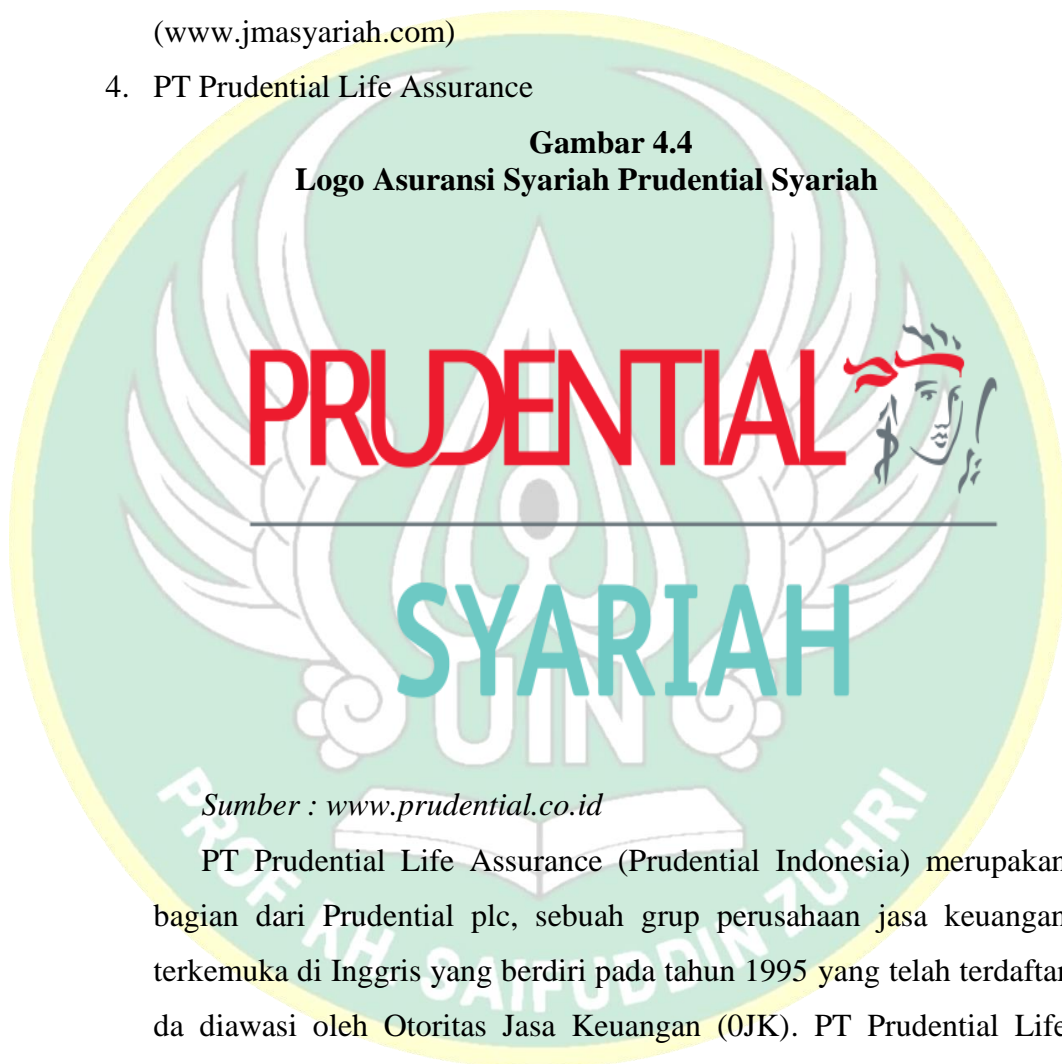 (www.jmasyariah.com)
4. PT Prudential Life Assurance
Gambar 4.4
Logo Asuransi Syariah Prudential Syariah
PRUDENTIAL
SYARIAH
UIN
PROF. KH. SAIFUDDIN ZUHRI
Sumber : www.prudential.co.id
PT Prudential Life Assurance (Prudential Indonesia) merupakan
bagian dari Prudential plc, sebuah grup perusahaan jasa keuangan
terkemuka di Inggris yang berdiri pada tahun 1995 yang telah terdaftar
da diawasi oleh Otoritas Jasa Keuangan (0JK). PT Prudential Life